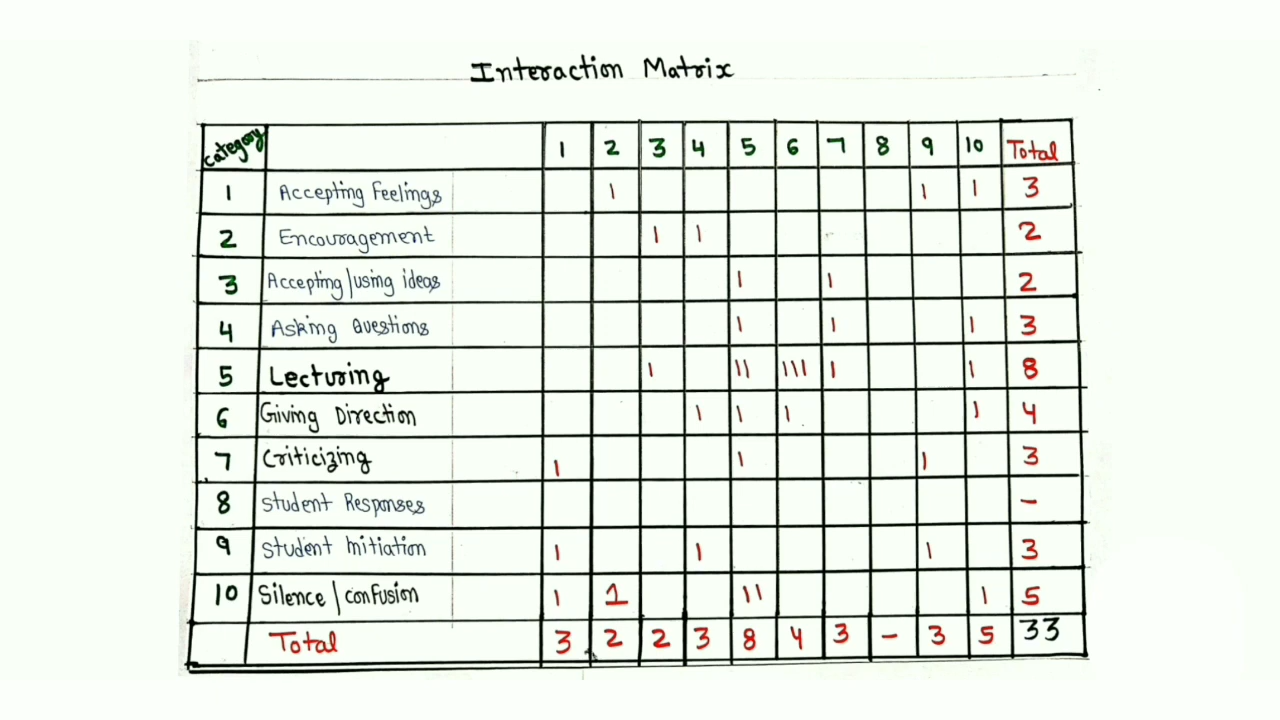 Interaction Matrix
Category 1 2 3 4 5 6 7 8 9 10 Total
1 Accepting Feelings 1 1 1 3
2 Encouragement 1 1 2
3 Accepting/using ideas 1 1 2
4 Asking Questions 1 1 1 3
5 Lecturing 1 11 111 1 1 8
6 Giving Direction 1 1 1 1 4
7 Criticizing 1 1 1 3
8 Student Responses -
9 Student Initiation 1 1 1 3
10 Silence/confusion 1 1 11 1 5
Total 3 2 2 3 8 4 3 - 3 5 33